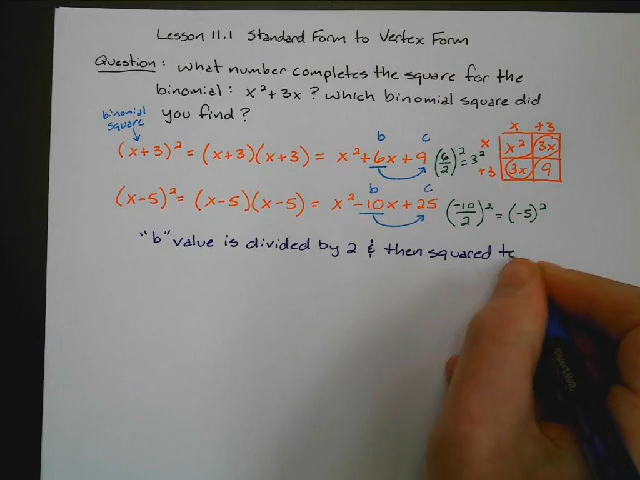 Lesson 11.1 Standard Form to Vertex Form
Question: What number completes the square for the
binomial: x²+3x? Which binomial square did
you find?
binomial
square
(x+3)² = (x+3)(x+3) = x²+6x+9 (6/2)²=3²
b c
x +3
x x² 3x
+3 3x 9
(x-5)² = (x-5)(x-5) = x²-10x+25 (-10/2)²=(-5)²
b c
"b" value is divided by 2 & then squared to